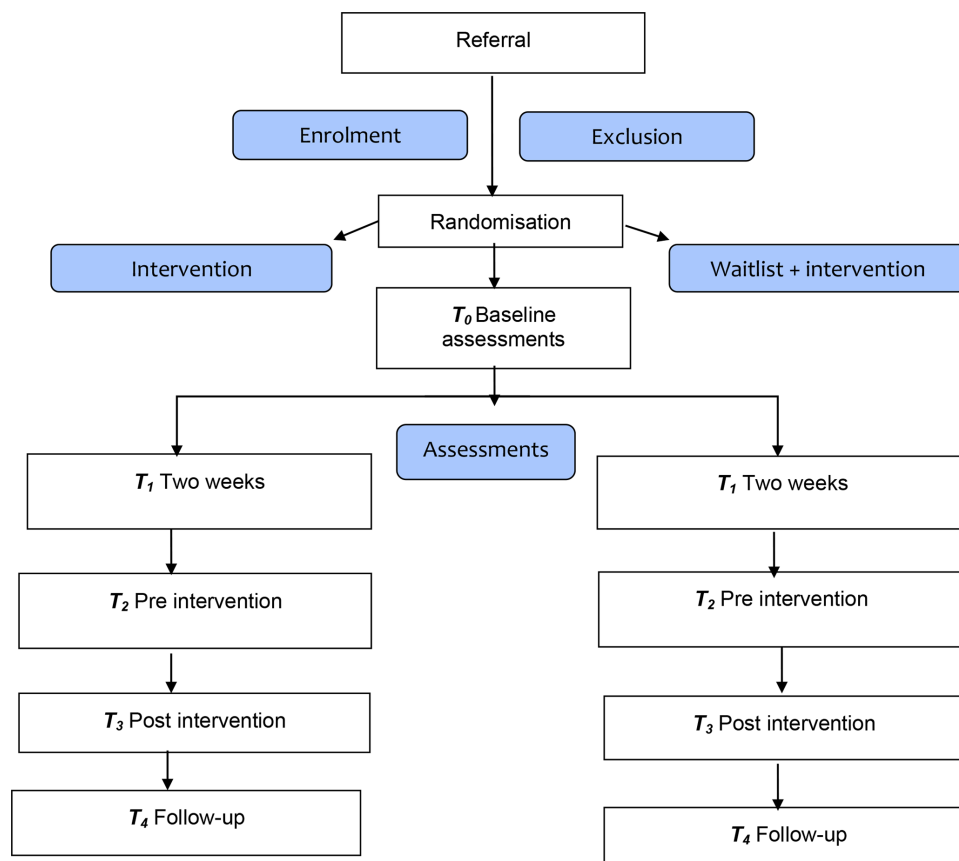 Referral
Enrolment
Exclusion
Randomisation
Intervention
Waitlist + intervention
T₀ Baseline
assessments
Assessments
T₁ Two weeks
T₁ Two weeks
T₂ Pre intervention
T₂ Pre intervention
T₃ Post intervention
T₃ Post intervention
T₄ Follow-up
T₄ Follow-up